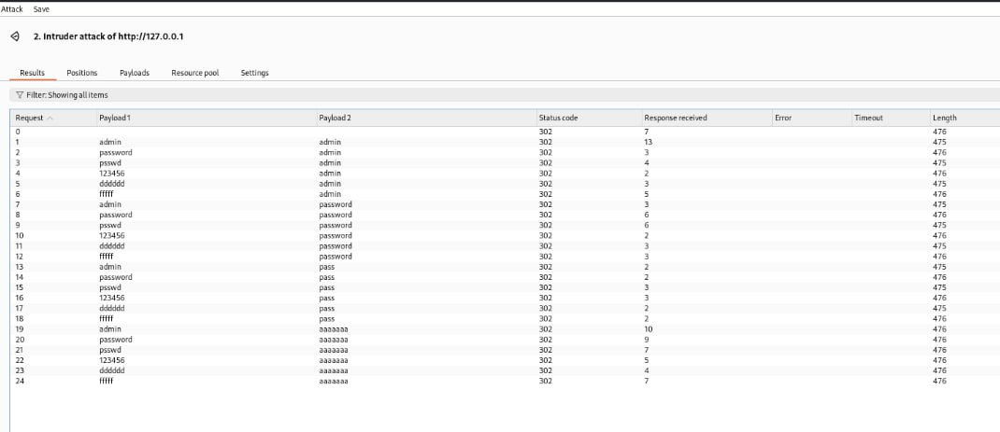 Attack Save
2. Intruder attack of http://127.0.0.1
Results Positions Payloads Resource pool Settings
Filter: Showing all items
Request Payload 1 Payload 2 Status code Response received Error Timeout Length
0 302 7 476
1 admin admin 302 13 475
2 password admin 302 3 476
3 psswd admin 302 4 475
4 123456 admin 302 2 476
5 dddddd admin 302 3 475
6 fffff admin 302 5 476
7 admin password 302 3 475
8 password password 302 6 476
9 psswd password 302 6 475
10 123456 password 302 2 476
11 dddddd password 302 3 475
12 fffff password 302 3 476
13 admin pass 302 2 475
14 password pass 302 2 476
15 psswd pass 302 3 475
16 123456 pass 302 3 476
17 dddddd pass 302 2 475
18 fffff pass 302 2 476
19 admin aaaaaaa 302 10 476
20 password aaaaaaa 302 9 476
21 psswd aaaaaaa 302 7 476
22 123456 aaaaaaa 302 5 476
23 dddddd aaaaaaa 302 4 476
24 fffff aaaaaaa 302 7 476